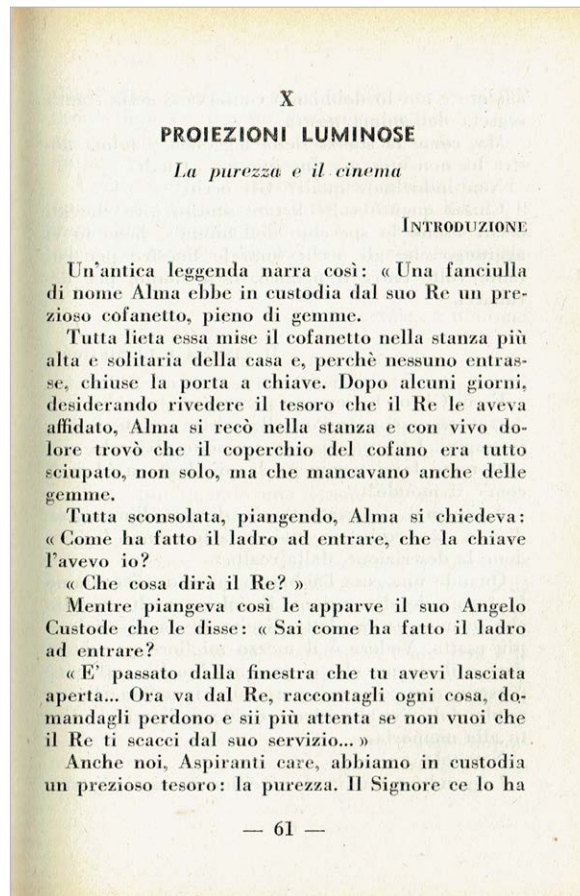 X
PROIEZIONI LUMINOSE
La purezza e il cinema
INTRODUZIONE
Un'antica leggenda narra così: « Una fanciulla
di nome Alma ebbe in custodia dal suo Re un pre-
zioso cofanetto, pieno di gemme.
Tutta lieta essa mise il cofanetto nella stanza più
alta e solitaria della casa e, perchè nessuno entras-
se, chiuse la porta a chiave. Dopo alcuni giorni,
desiderando rivedere il tesoro che il Re le aveva
affidato, Alma si recò nella stanza e con vivo do-
lore trovò che il coperchio del cofano era tutto
sciupato, non solo, ma che mancavano anche delle
gemme.
Tutta sconsolata, piangendo, Alma si chiedeva:
« Come ha fatto il ladro ad entrare, che la chiave
l'avevo io?
« Che cosa dirà il Re? »
Mentre piangeva così le apparve il suo Angelo
Custode che le disse: « Sai come ha fatto il ladro
ad entrare?
« E' passato dalla finestra che tu avevi lasciata
aperta... Ora va dal Re, raccontagli ogni cosa, do-
mandagli perdono e sii più attenta se non vuoi che
il Re ti scacci dal suo servizio... »
Anche noi, Aspiranti care, abbiamo in custodia
un prezioso tesoro: la purezza. Il Signore ce lo ha
— 61 —